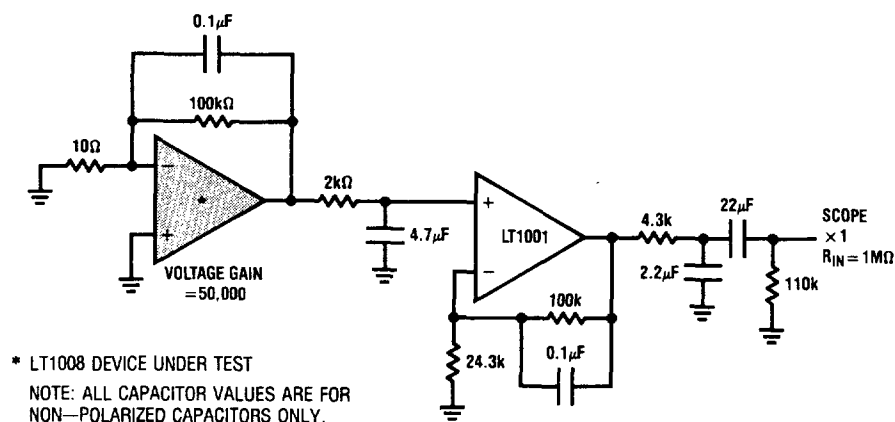 0.1μF
100kΩ
10Ω
−
*
+
2kΩ
4.7μF
VOLTAGE GAIN
=50,000
+
LT1001
−
4.3k
22μF
2.2μF
110k
SCOPE
×1
R_IN=1MΩ
100k
0.1μF
24.3k
* LT1008 DEVICE UNDER TEST
NOTE: ALL CAPACITOR VALUES ARE FOR
NON—POLARIZED CAPACITORS ONLY.